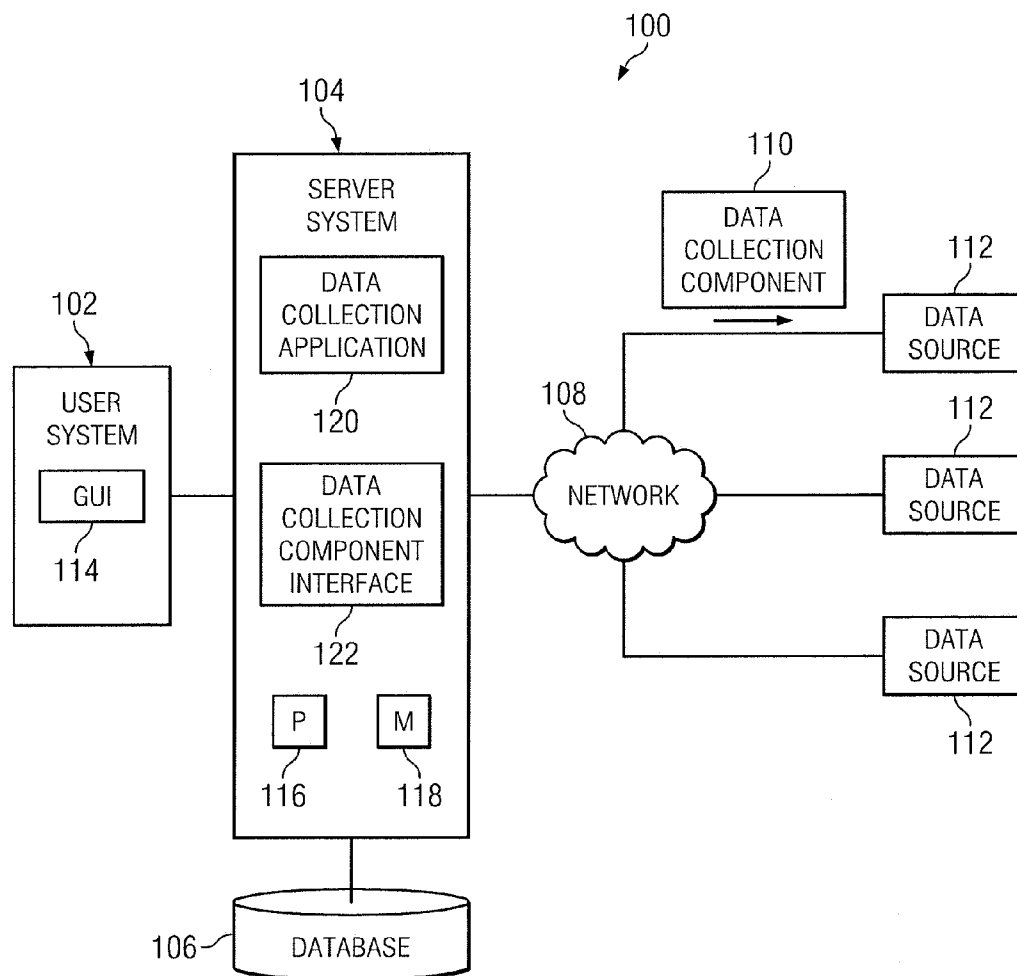 100
104
110
SERVER
SYSTEM
DATA
COLLECTION
COMPONENT
112
DATA
COLLECTION
APPLICATION
102
DATA
SOURCE
120
108
112
USER
SYSTEM
GUI
DATA
COLLECTION
COMPONENT
INTERFACE
NETWORK
DATA
SOURCE
114
122
DATA
SOURCE
P
M
112
116
118
106
DATABASE